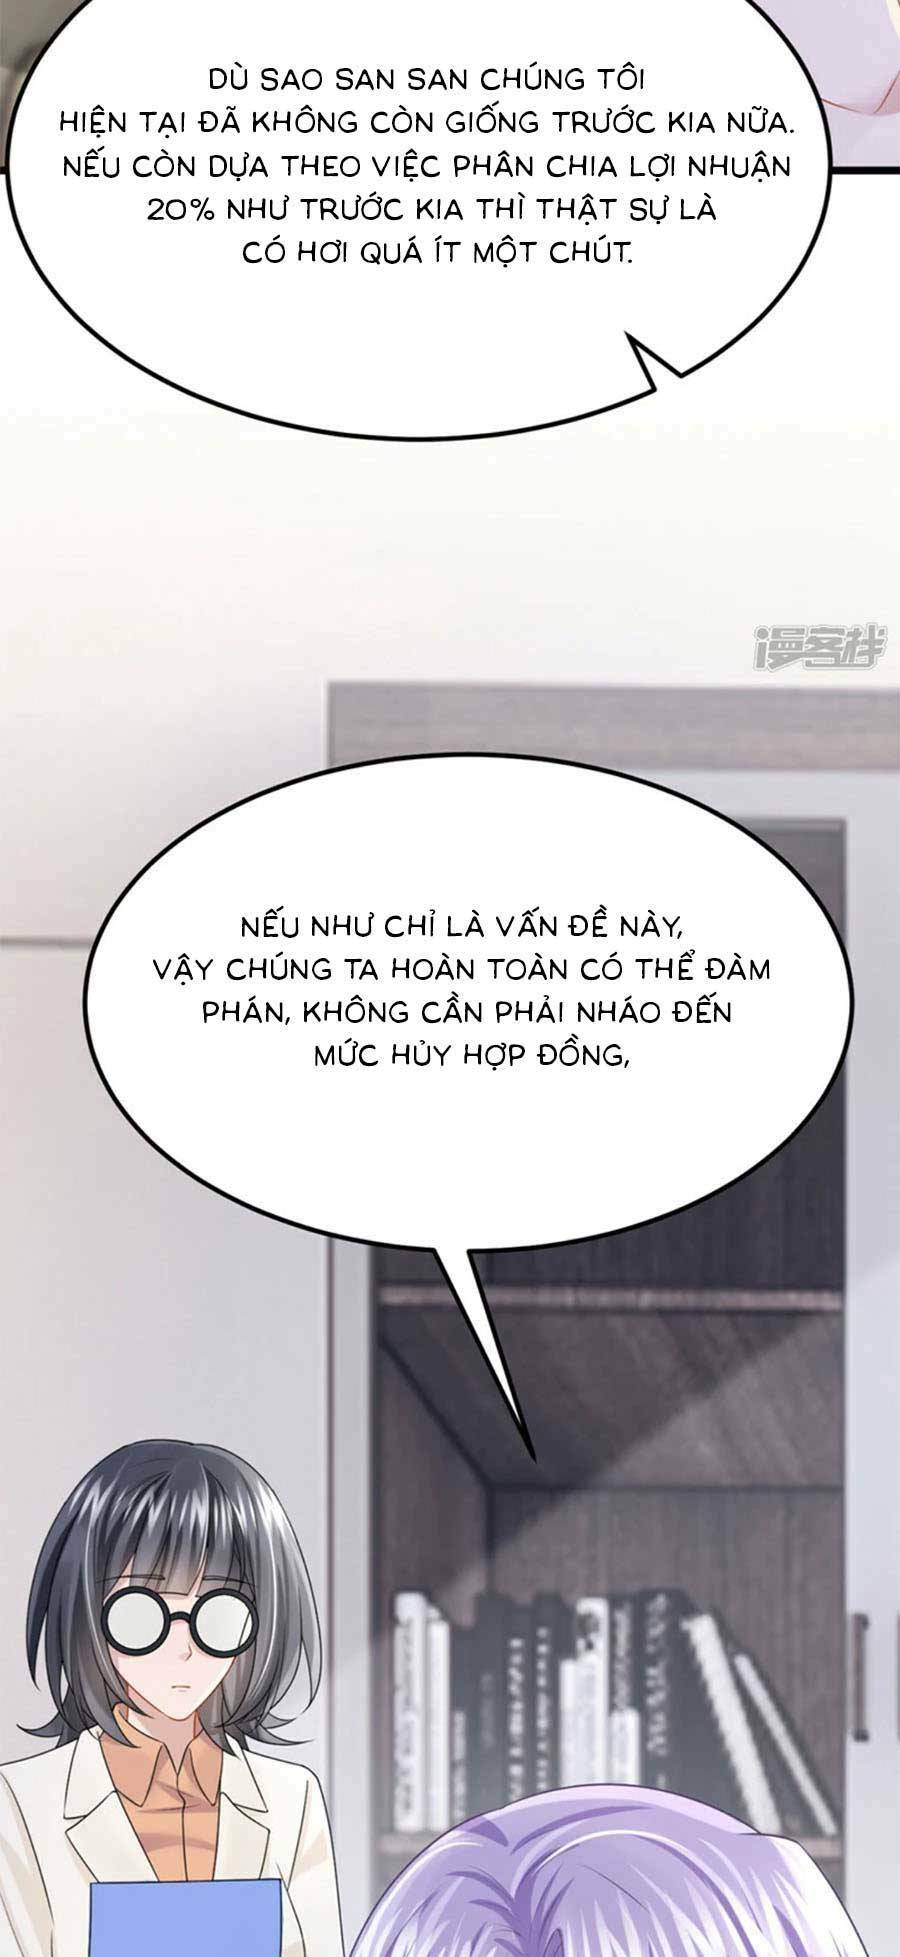 DÙ SAO SAN SAN CHÚNG TÔI
HIỆN TẠI ĐÃ KHÔNG CÒN GIỐNG TRƯỚC KIA NỮA.
NẾU CÒN DỰA THEO VIỆC PHÂN CHIA LỢI NHUẬN
20% NHƯ TRƯỚC KIA THÌ THẬT SỰ LÀ
CÓ HƠI QUÁ ÍT MỘT CHÚT.
漫客栈
NẾU NHƯ CHỈ LÀ VẤN ĐỀ NÀY,
VẬY CHÚNG TA HOÀN TOÀN CÓ THỂ ĐÀM
PHÁN, KHÔNG CẦN PHẢI NHÁO ĐẾN
MỨC HỦY HỢP ĐỒNG,